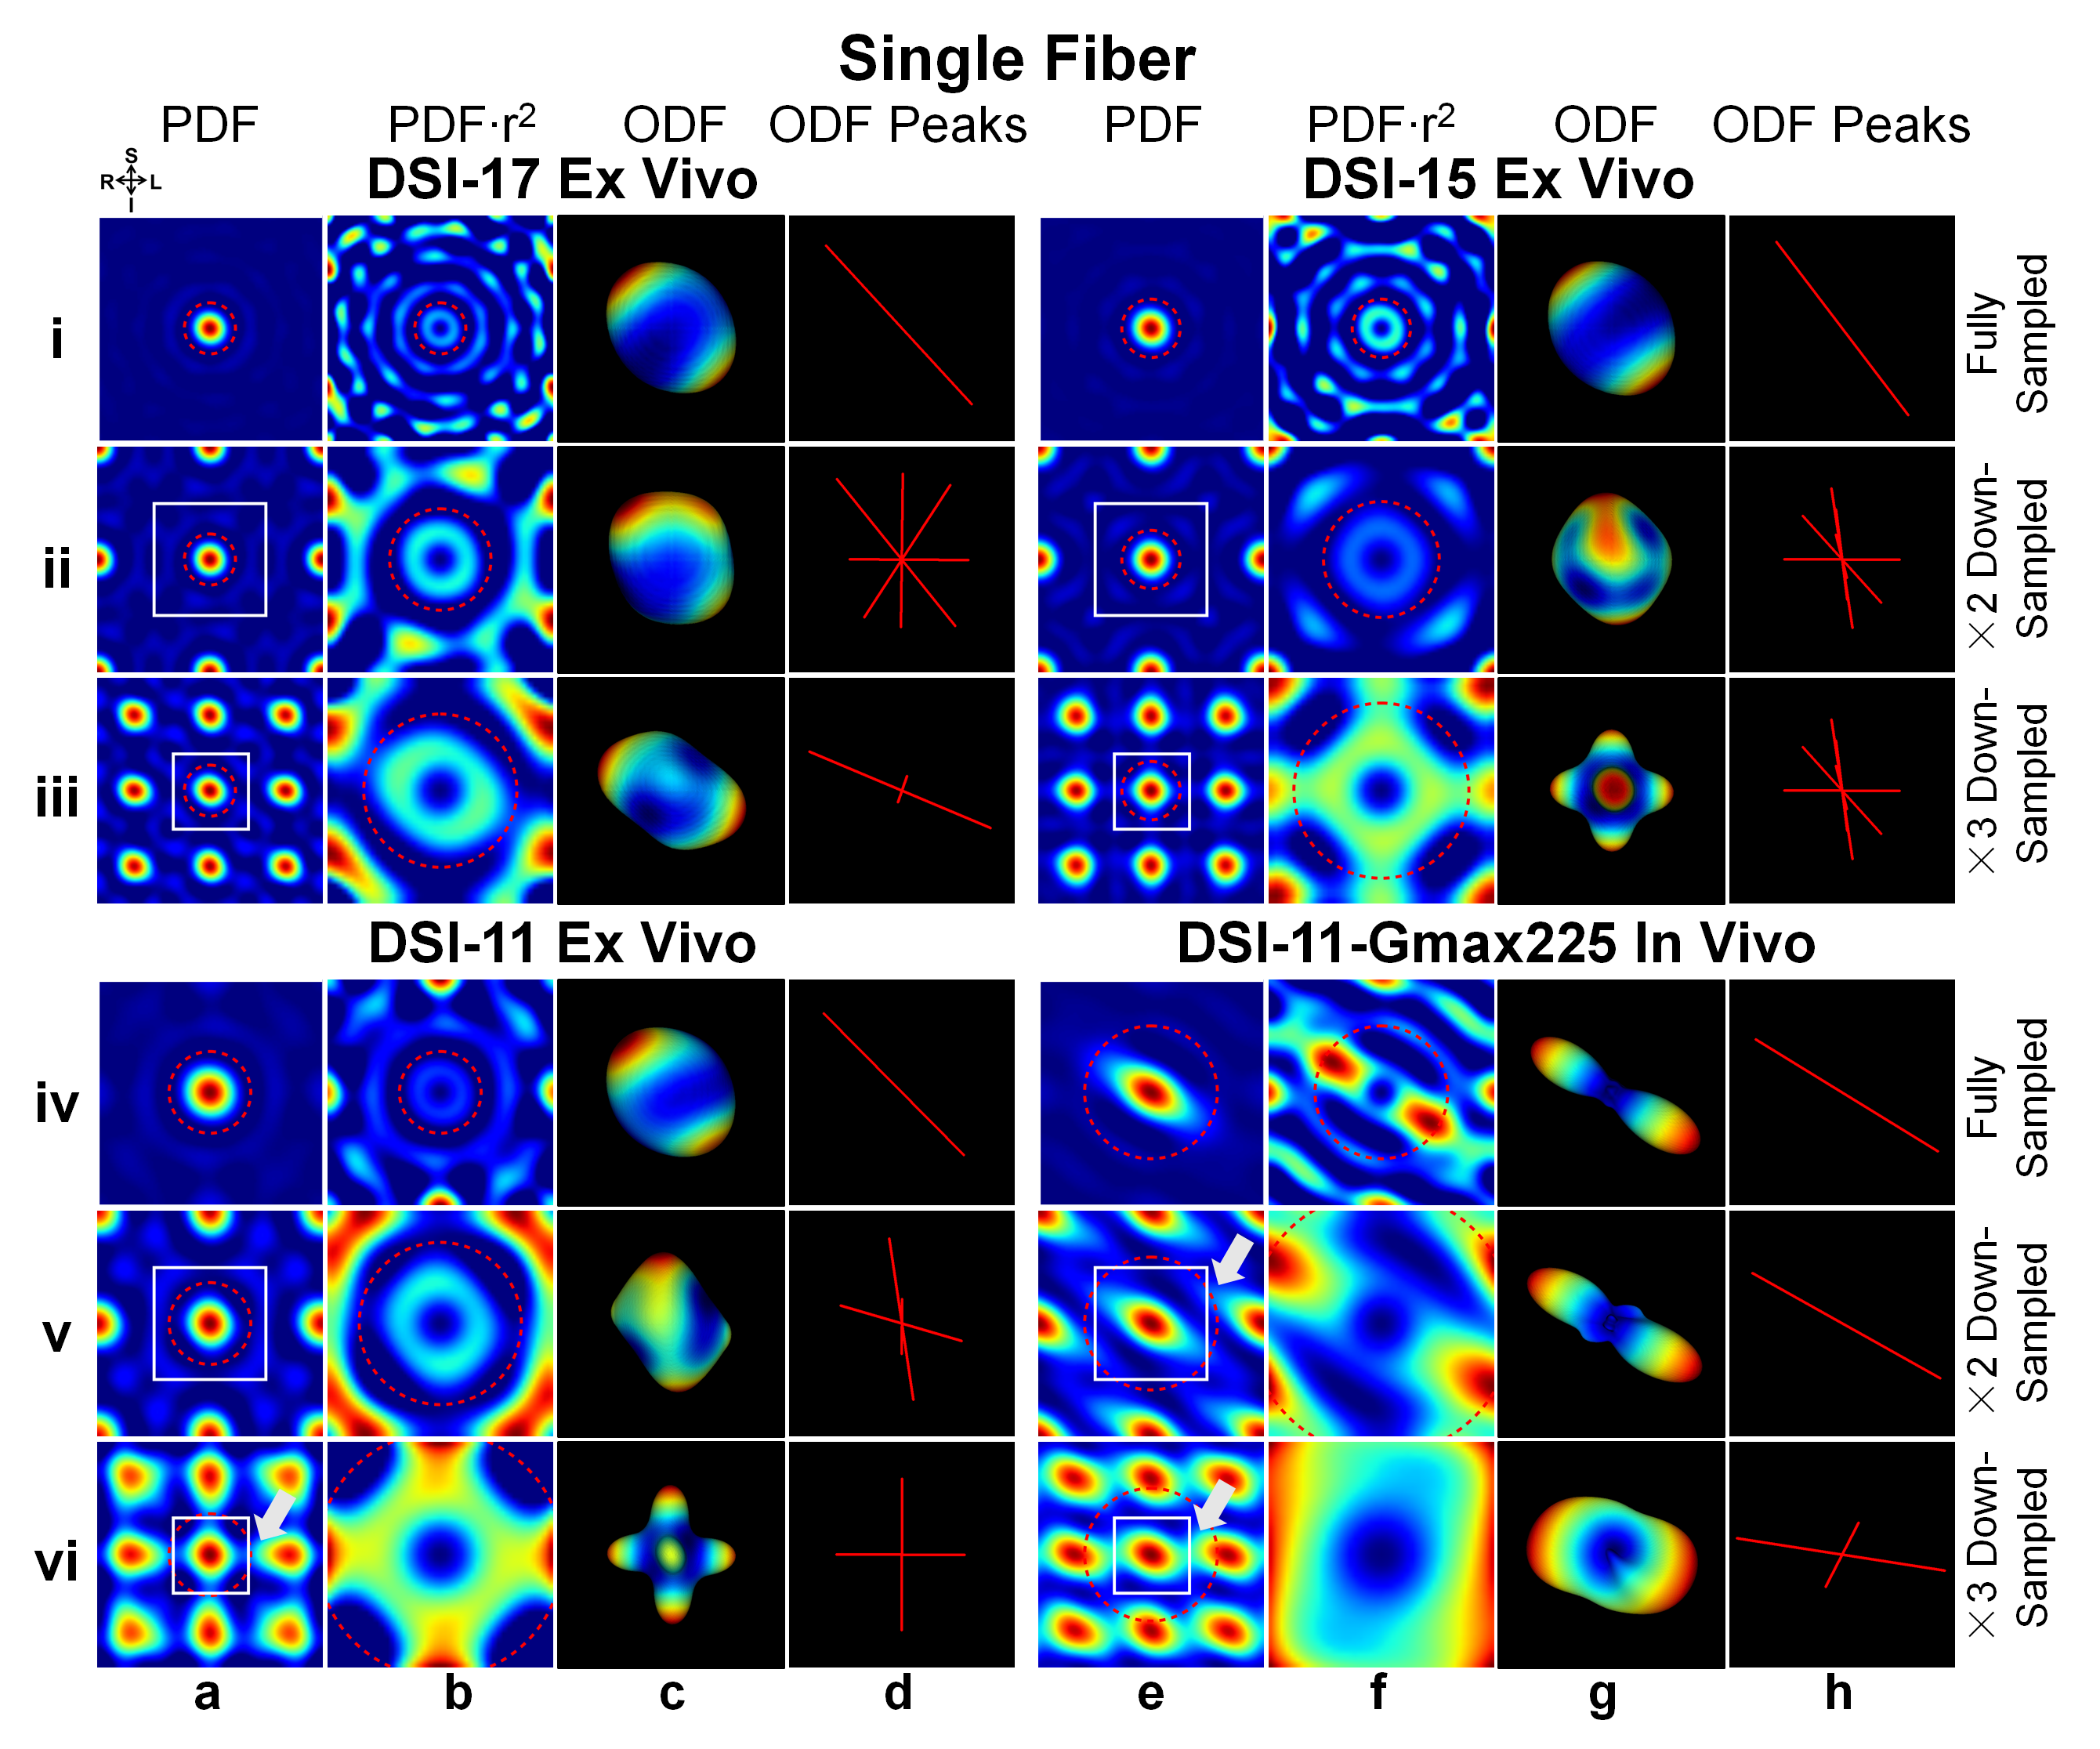 Single Fiber
PDF PDF·r² ODF ODF Peaks PDF PDF·r² ODF ODF Peaks
S
R L
I
DSI-17 Ex Vivo DSI-15 Ex Vivo
i
Fully
Sampled
ii
×2 Down-
Sampled
iii
×3 Down-
Sampled
DSI-11 Ex Vivo DSI-11-Gmax225 In Vivo
iv
Fully
Sampled
v
×2 Down-
Sampled
vi
×3 Down-
Sampled
a b c d e f g h